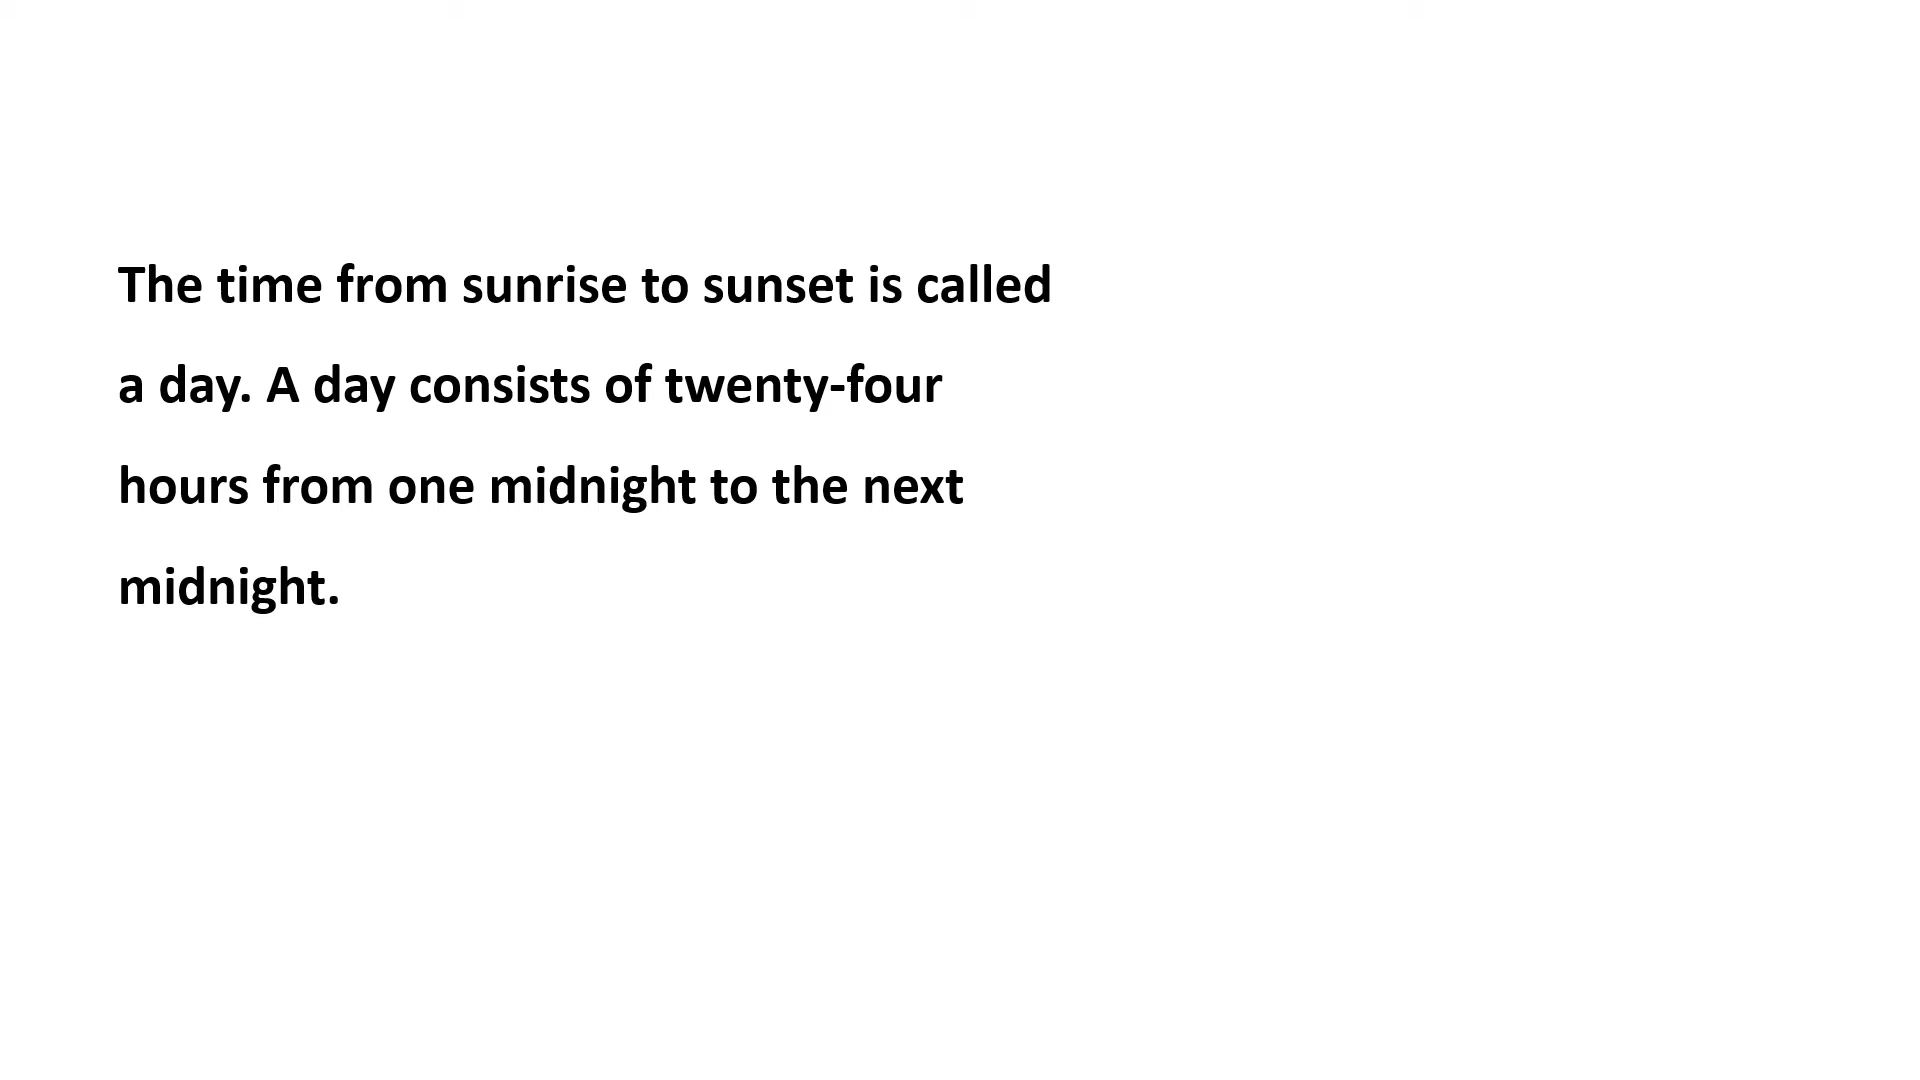 The time from sunrise to sunset is called
a day. A day consists of twenty-four
hours from one midnight to the next
midnight.